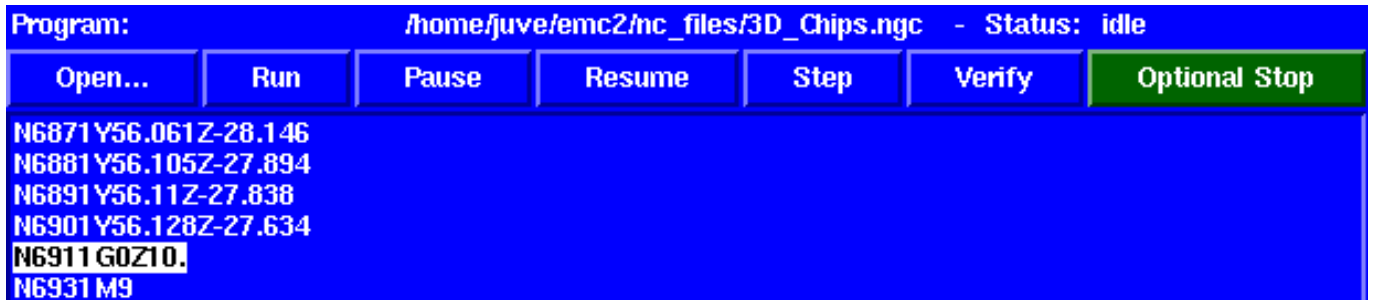 Program: /home/juve/emc2/nc_files/3D_Chips.ngc - Status: idle
Open... Run Pause Resume Step Verify Optional Stop
N6871Y56.061Z-28.146
N6881Y56.105Z-27.894
N6891Y56.11Z-27.838
N6901Y56.128Z-27.634
N6911G0Z10.
N6931M9